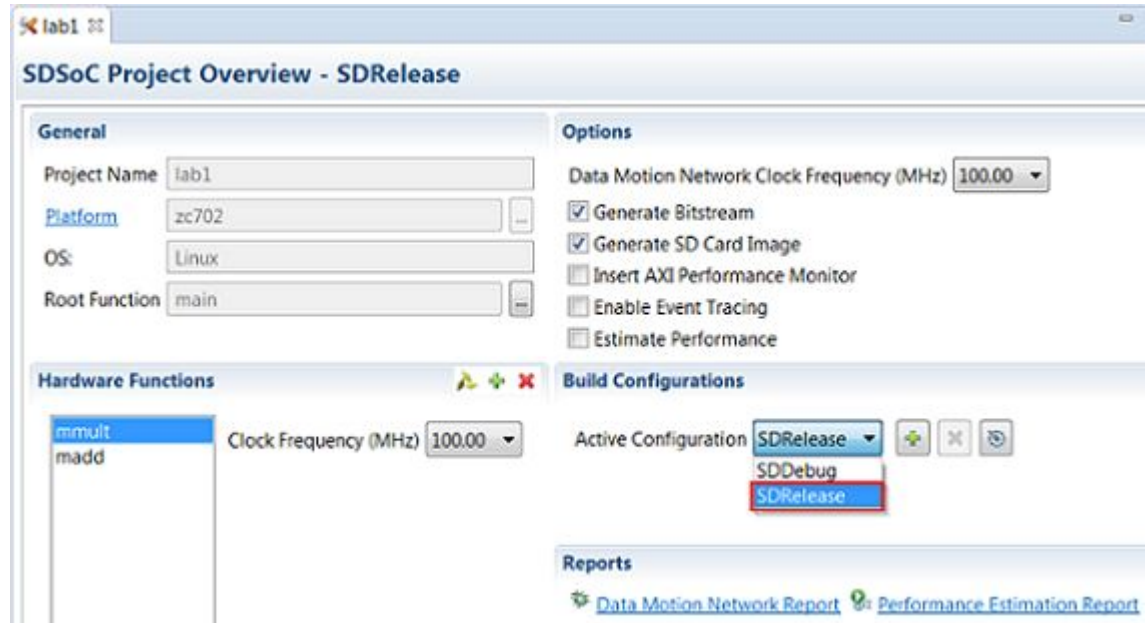 lab1
SDSoC Project Overview - SDRelease
General
Project Name lab1
Platform zc702 ...
OS: Linux
Root Function main ...
Options
Data Motion Network Clock Frequency (MHz) 100.00
Generate Bitstream
Generate SD Card Image
Insert AXI Performance Monitor
Enable Event Tracing
Estimate Performance
Hardware Functions
mmult
madd
Clock Frequency (MHz) 100.00
Build Configurations
Active Configuration SDRelease
SDDebug
SDRelease
Reports
Data Motion Network Report Performance Estimation Report